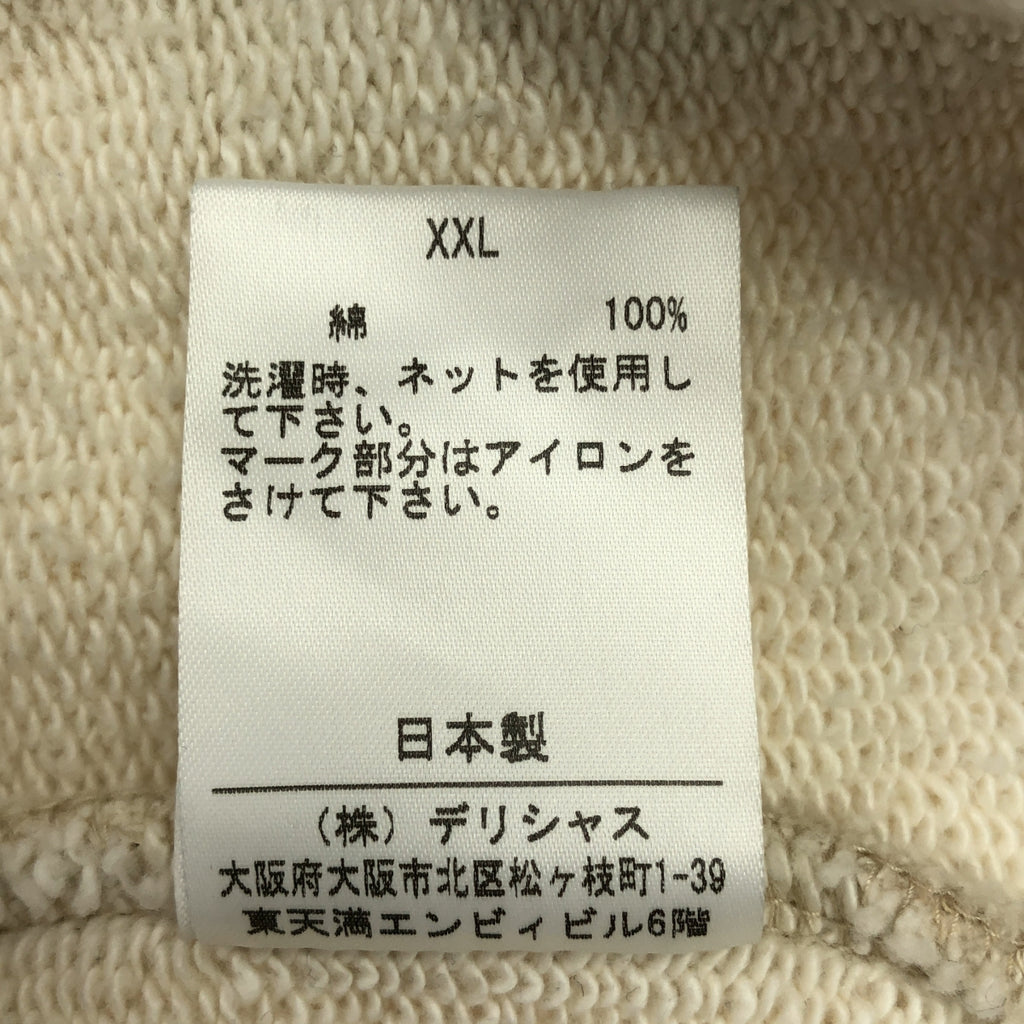 XXL
綿 100%
洗濯時、ネットを使用し
て下さい。
マーク部分はアイロンを
さけて下さい。
日本製
（株）デリシャス
大阪府大阪市北区松ヶ枝町1-39
東天満エンビィビル6階